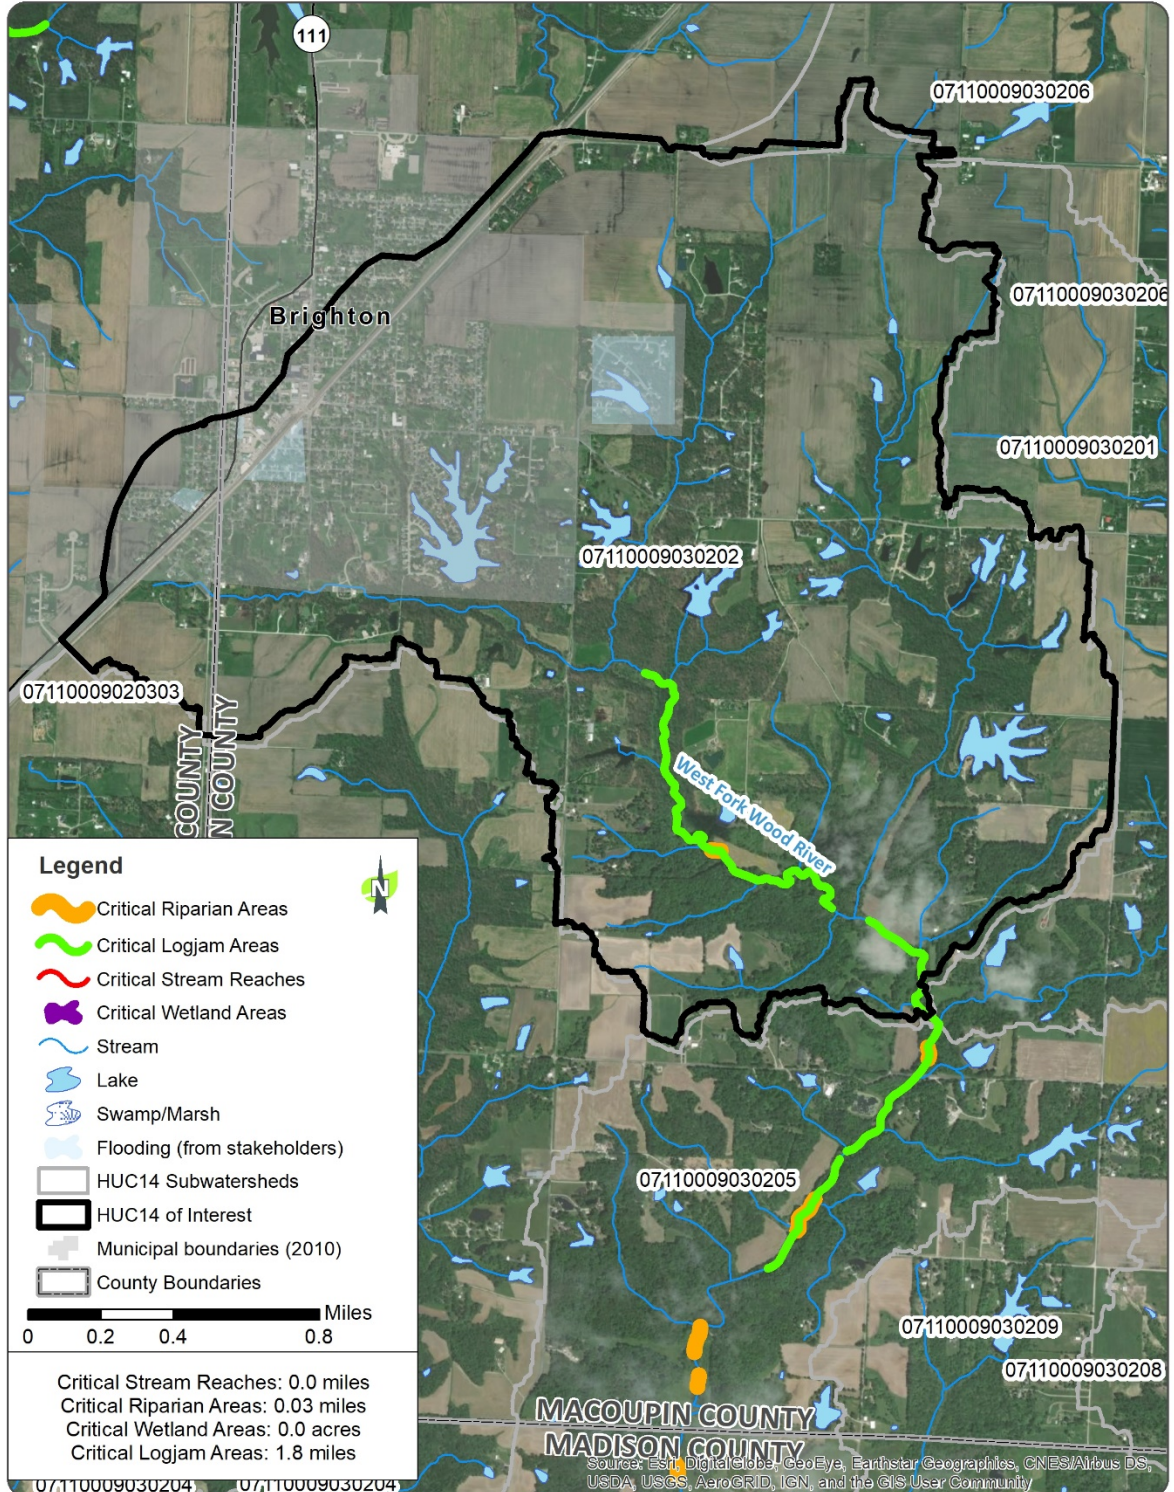 111
07110009030206
Brighton
07110009030206
07110009030201
07110009030202
07110009020303
COUNTY
N COUNTY
West Fork Wood River
Legend
N
Critical Riparian Areas
Critical Logjam Areas
Critical Stream Reaches
Critical Wetland Areas
Stream
Lake
Swamp/Marsh
Flooding (from stakeholders)
HUC14 Subwatersheds
HUC14 of Interest
Municipal boundaries (2010)
County Boundaries
Miles
0 0.2 0.4 0.8
Critical Stream Reaches: 0.0 miles
Critical Riparian Areas: 0.03 miles
Critical Wetland Areas: 0.0 acres
Critical Logjam Areas: 1.8 miles
07110009030205
07110009030209
07110009030208
MACOUPIN COUNTY
MADISON COUNTY
Source: Esri, DigitalGlobe, GeoEye, Earthstar Geographics, CNES/Airbus DS,
USDA, USGS, AeroGRID, IGN, and the GIS User Community
07110009030204 07110009030204